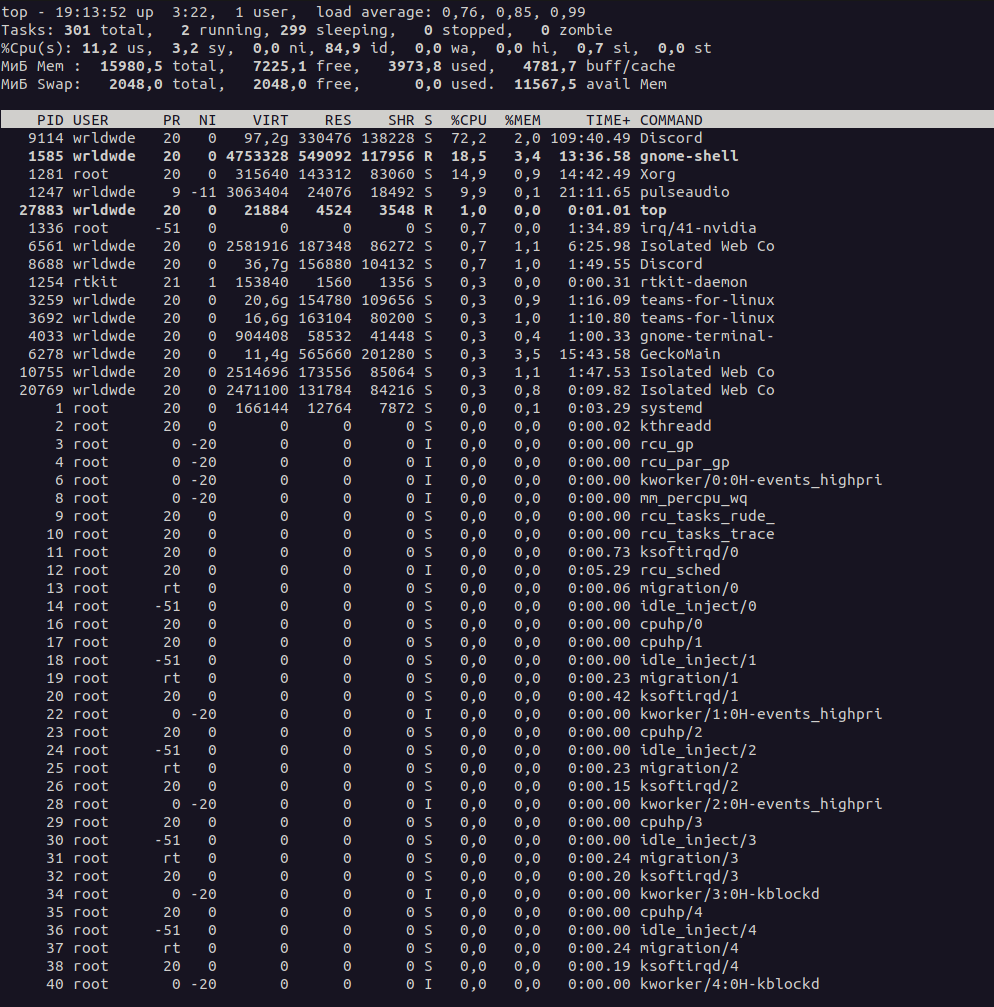 top - 19:13:52 up  3:22,  1 user,  load average: 0,76, 0,85, 0,99
Tasks: 301 total,   2 running, 299 sleeping,   0 stopped,   0 zombie
%Cpu(s): 11,2 us,  3,2 sy,  0,0 ni, 84,9 id,  0,0 wa,  0,0 hi,  0,7 si,  0,0 st
МиБ Mem :  15980,5 total,   7225,1 free,   3973,8 used,   4781,7 buff/cache
МиБ Swap:   2048,0 total,   2048,0 free,      0,0 used.  11567,5 avail Mem
PID USER      PR  NI    VIRT    RES    SHR S  %CPU  %MEM     TIME+ COMMAND
9114 wrldwde   20   0   97,2g 330476 138228 S  72,2   2,0 109:40.49 Discord
1585 wrldwde   20   0 4753328 549092 117956 R  18,5   3,4  13:36.58 gnome-shell
1281 root      20   0  315640 143312  83060 S  14,9   0,9  14:42.49 Xorg
1247 wrldwde    9 -11 3063404  24076  18492 S   9,9   0,1  21:11.65 pulseaudio
27883 wrldwde   20   0   21884   4524   3548 R   1,0   0,0   0:01.01 top
1336 root     -51   0       0      0      0 S   0,7   0,0   1:34.89 irq/41-nvidia
6561 wrldwde   20   0 2581916 187348  86272 S   0,7   1,1   6:25.98 Isolated Web Co
8688 wrldwde   20   0   36,7g 156880 104132 S   0,7   1,0   1:49.55 Discord
1254 rtkit     21   1  153840   1560   1356 S   0,3   0,0   0:00.31 rtkit-daemon
3259 wrldwde   20   0   20,6g 154780 109656 S   0,3   0,9   1:16.09 teams-for-linux
3692 wrldwde   20   0   16,6g 163104  80200 S   0,3   1,0   1:10.80 teams-for-linux
4033 wrldwde   20   0  904408  58532  41448 S   0,3   0,4   1:00.33 gnome-terminal-
6278 wrldwde   20   0   11,4g 565660 201280 S   0,3   3,5  15:43.58 GeckoMain
10755 wrldwde   20   0 2514696 173556  85064 S   0,3   1,1   1:47.53 Isolated Web Co
20769 wrldwde   20   0 2471100 131784  84216 S   0,3   0,8   0:09.82 Isolated Web Co
1 root      20   0  166144  12764   7872 S   0,0   0,1   0:03.29 systemd
2 root      20   0       0      0      0 S   0,0   0,0   0:00.02 kthreadd
3 root       0 -20       0      0      0 I   0,0   0,0   0:00.00 rcu_gp
4 root       0 -20       0      0      0 I   0,0   0,0   0:00.00 rcu_par_gp
6 root       0 -20       0      0      0 I   0,0   0,0   0:00.00 kworker/0:0H-events_highpri
8 root       0 -20       0      0      0 I   0,0   0,0   0:00.00 mm_percpu_wq
9 root      20   0       0      0      0 S   0,0   0,0   0:00.00 rcu_tasks_rude_
10 root      20   0       0      0      0 S   0,0   0,0   0:00.00 rcu_tasks_trace
11 root      20   0       0      0      0 S   0,0   0,0   0:00.73 ksoftirqd/0
12 root      20   0       0      0      0 I   0,0   0,0   0:05.29 rcu_sched
13 root      rt   0       0      0      0 S   0,0   0,0   0:00.06 migration/0
14 root     -51   0       0      0      0 S   0,0   0,0   0:00.00 idle_inject/0
16 root      20   0       0      0      0 S   0,0   0,0   0:00.00 cpuhp/0
17 root      20   0       0      0      0 S   0,0   0,0   0:00.00 cpuhp/1
18 root     -51   0       0      0      0 S   0,0   0,0   0:00.00 idle_inject/1
19 root      rt   0       0      0      0 S   0,0   0,0   0:00.23 migration/1
20 root      20   0       0      0      0 S   0,0   0,0   0:00.42 ksoftirqd/1
22 root       0 -20       0      0      0 I   0,0   0,0   0:00.00 kworker/1:0H-events_highpri
23 root      20   0       0      0      0 S   0,0   0,0   0:00.00 cpuhp/2
24 root     -51   0       0      0      0 S   0,0   0,0   0:00.00 idle_inject/2
25 root      rt   0       0      0      0 S   0,0   0,0   0:00.23 migration/2
26 root      20   0       0      0      0 S   0,0   0,0   0:00.15 ksoftirqd/2
28 root       0 -20       0      0      0 I   0,0   0,0   0:00.00 kworker/2:0H-events_highpri
29 root      20   0       0      0      0 S   0,0   0,0   0:00.00 cpuhp/3
30 root     -51   0       0      0      0 S   0,0   0,0   0:00.00 idle_inject/3
31 root      rt   0       0      0      0 S   0,0   0,0   0:00.24 migration/3
32 root      20   0       0      0      0 S   0,0   0,0   0:00.20 ksoftirqd/3
34 root       0 -20       0      0      0 I   0,0   0,0   0:00.00 kworker/3:0H-kblockd
35 root      20   0       0      0      0 S   0,0   0,0   0:00.00 cpuhp/4
36 root     -51   0       0      0      0 S   0,0   0,0   0:00.00 idle_inject/4
37 root      rt   0       0      0      0 S   0,0   0,0   0:00.24 migration/4
38 root      20   0       0      0      0 S   0,0   0,0   0:00.19 ksoftirqd/4
40 root       0 -20       0      0      0 I   0,0   0,0   0:00.00 kworker/4:0H-kblockd